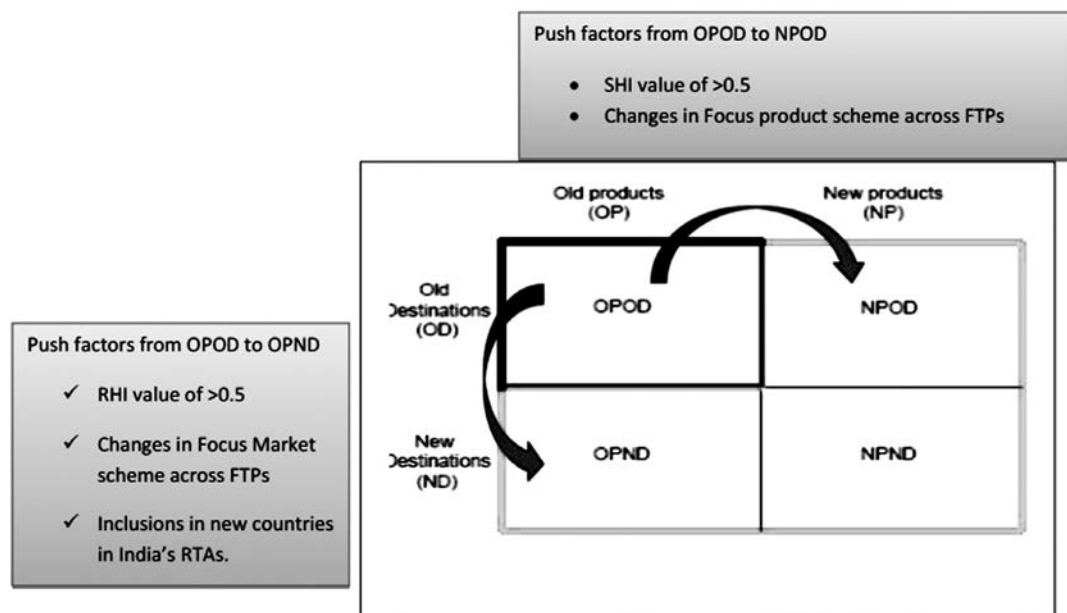 Push factors from OPOD to NPOD
• SHI value of >0.5
• Changes in Focus product scheme across FTPs
Old products
(OP)
New products
(NP)
Old
Destinations
(OD)
OPOD
NPOD
Push factors from OPOD to OPND
✓ RHI value of >0.5
✓ Changes in Focus Market
scheme across FTPs
✓ Inclusions in new countries
in India's RTAs.
New
Destinations
(ND)
OPND
NPND